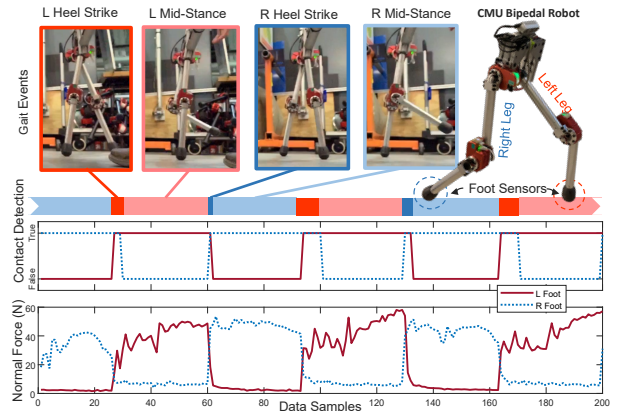 L Heel Strike
L Mid-Stance
R Heel Strike
R Mid-Stance
CMU Bipedal Robot
Gait Events
Right Leg
Left Leg
Foot Sensors
Contact Detection
True
False
Normal Force (N)
60
40
20
0
L Foot
R Foot
0
20
40
60
80
100
120
140
160
180
200
Data Samples